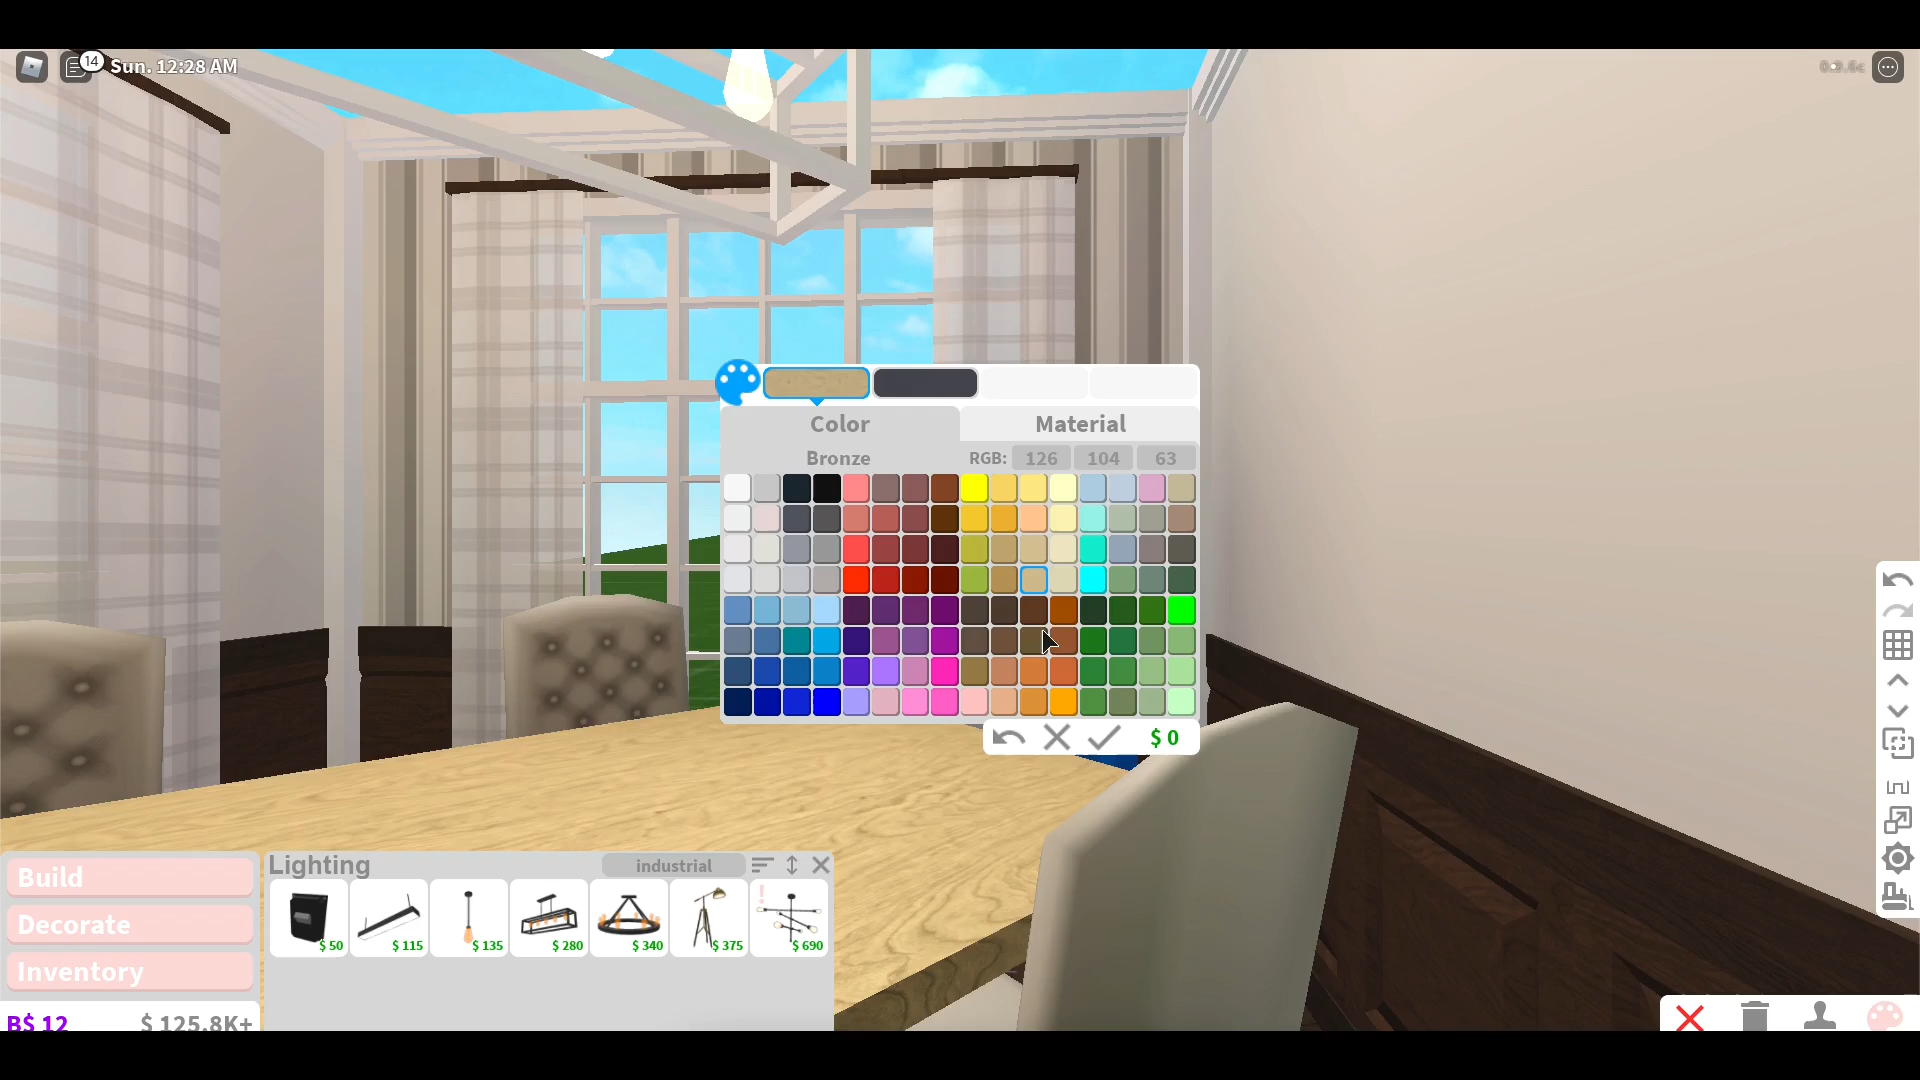 14
Sun. 12:28 AM
Color
Material
Bronze
RGB: 126 104 63
$ 0
Build
Decorate
Inventory
B$ 12
$ 125.8K+
Lighting
industrial
$ 50
$ 115
$ 135
$ 280
$ 340
$ 375
!
$ 690